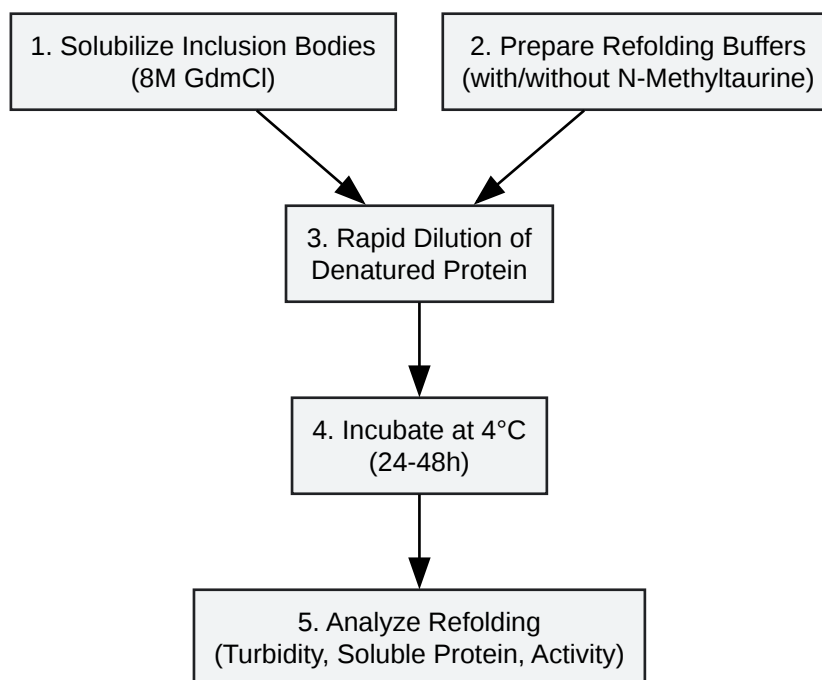 1. Solubilize Inclusion Bodies
(8M GdmCl)
2. Prepare Refolding Buffers
(with/without N-Methyltaurine)
3. Rapid Dilution of
Denatured Protein
4. Incubate at 4°C
(24-48h)
5. Analyze Refolding
(Turbidity, Soluble Protein, Activity)